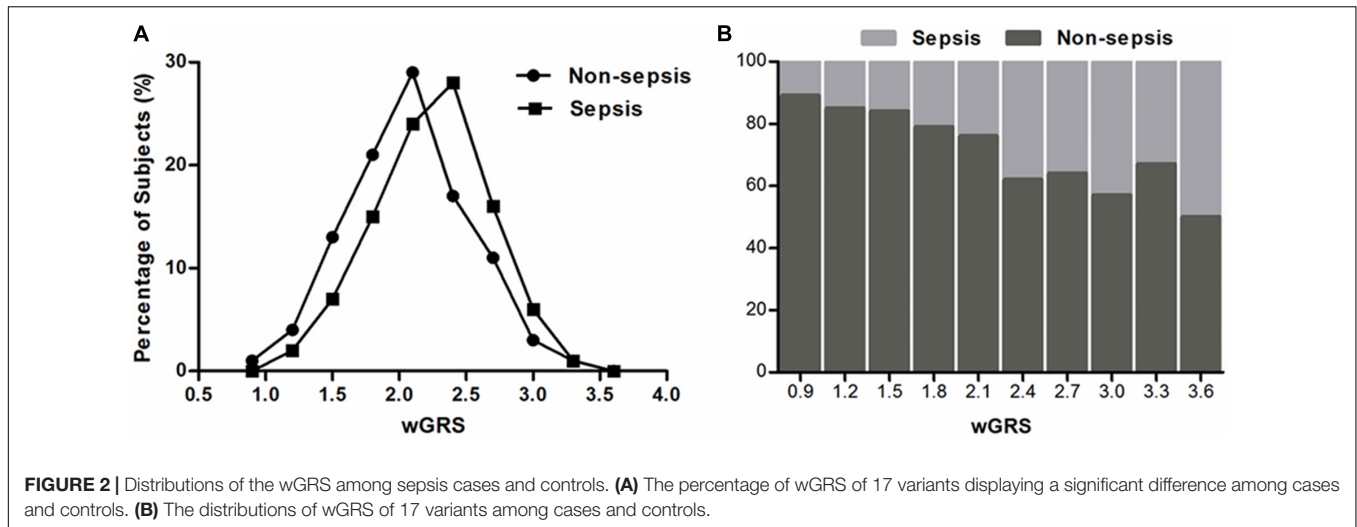 A
Percentage of Subjects (%)
30
20
10
0
0.5 1.0 1.5 2.0 2.5 3.0 3.5 4.0
wGRS
Non-sepsis
Sepsis
B
Sepsis Non-sepsis
100
80
60
40
20
0
0.9 1.2 1.5 1.8 2.1 2.4 2.7 3.0 3.3 3.6
wGRS
FIGURE 2 | Distributions of the wGRS among sepsis cases and controls. (A) The percentage of wGRS of 17 variants displaying a significant difference among cases
and controls. (B) The distributions of wGRS of 17 variants among cases and controls.